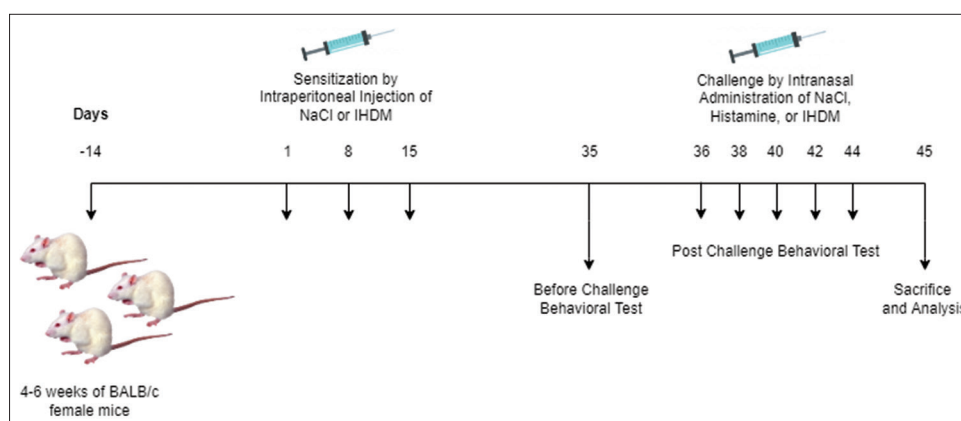 Sensitization by
Intraperitoneal Injection of
NaCl or IHDM
Challenge by Intranasal
Administration of NaCl,
Histamine, or IHDM
Days
-14 1 8 15 35 36 38 40 42 44 45
Post Challenge Behavioral Test
Before Challenge
Behavioral Test
Sacrifice
and Analysis
4-6 weeks of BALB/c
female mice